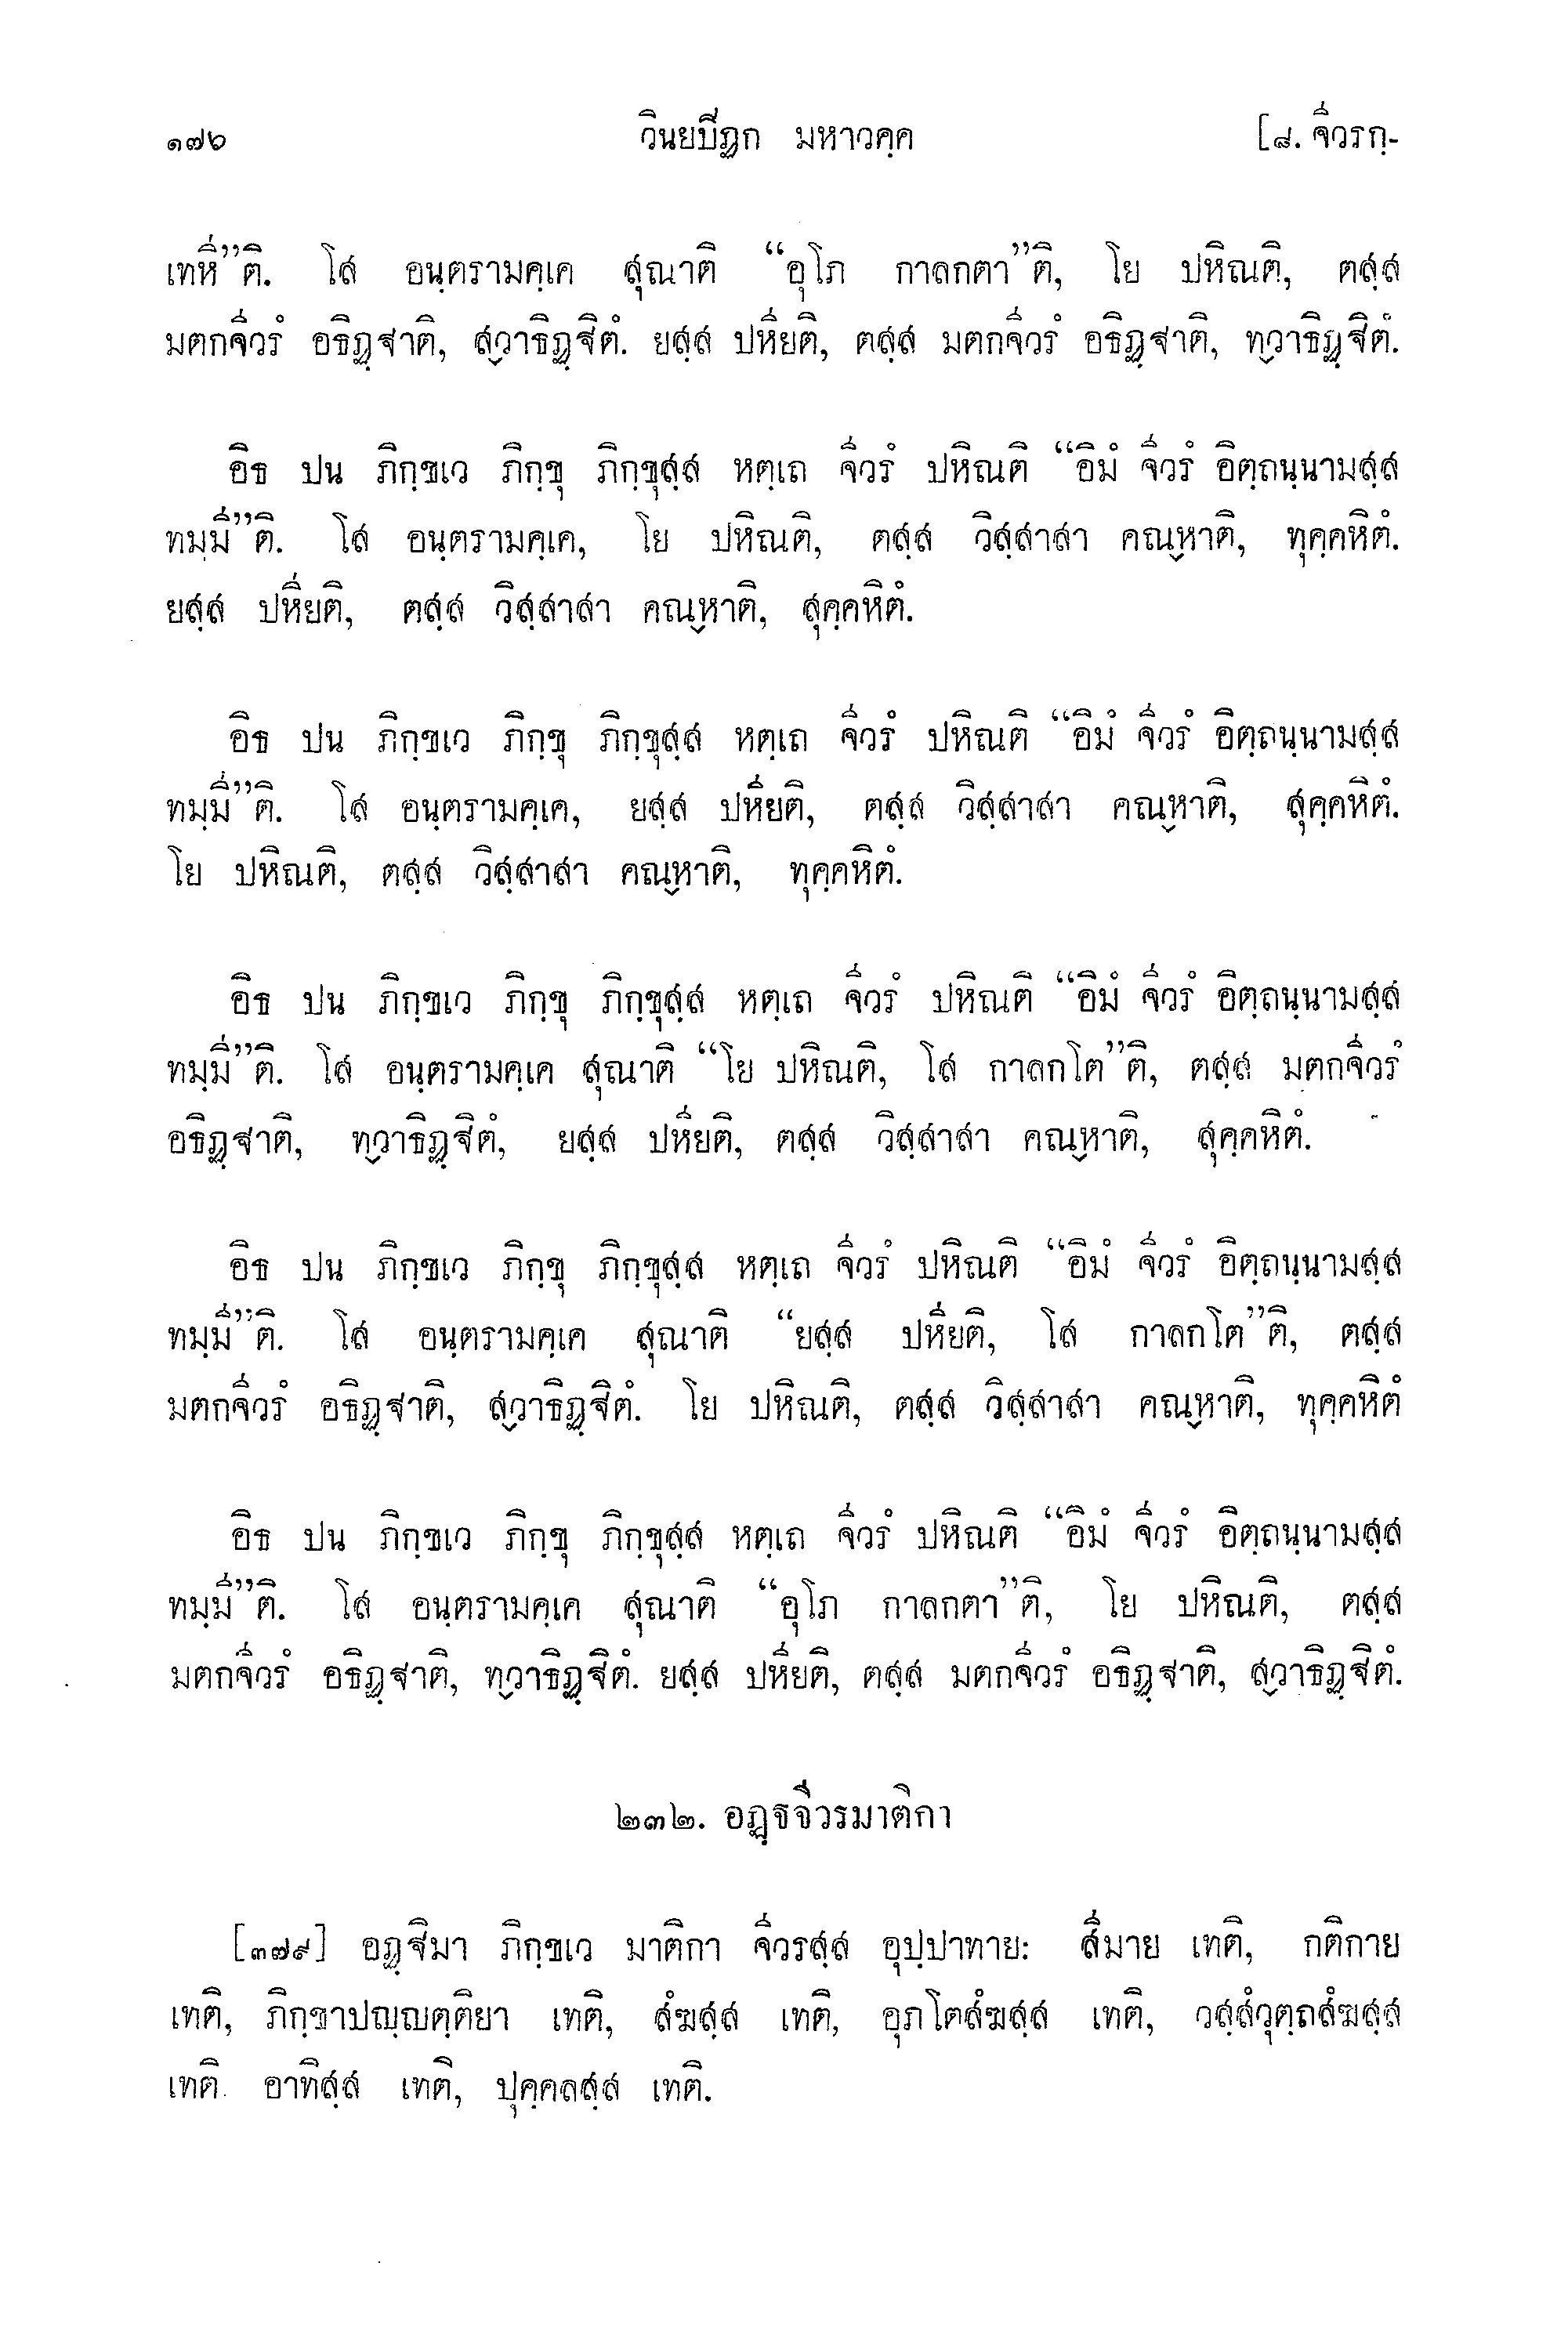 ๑๗๖ วินยปีฏก มหาวคฺค [๘. จีวรกฺ-
เทหี”ติ. โส อนฺตรามคฺเค สุณาติ “อุโภ กาลกตา”ติ, โย ปหิณติ, ตสฺส
มตกจีวรํ อธิฏฺฐาติ, สฺวาธิฏฺฐิตํ. ยสฺส ปหียติ, ตสฺส มตกจีวรํ อธิฏฺฐาติ, ทฺวาธิฏฺฐิตํ.
อิธ ปน ภิกฺขเว ภิกฺขุ ภิกฺขุสฺส หตฺเถ จีวรํ ปหิณติ “อิมํ จีวรํ อิตฺถนฺนามสฺส
ทมฺมี”ติ. โส อนฺตรามคฺเค, โย ปหิณติ, ตสฺส วิสฺสาสา คณฺหาติ, ทุคฺคหิตํ.
ยสฺส ปหียติ, ตสฺส วิสฺสาสา คณฺหาติ, สุคฺคหิตํ.
อิธ ปน ภิกฺขเว ภิกฺขุ ภิกฺขุสฺส หตฺเถ จีวรํ ปหิณติ “อิมํ จีวรํ อิตฺถนฺนามสฺส
ทมฺมี”ติ. โส อนฺตรามคฺเค, ยสฺส ปหียติ, ตสฺส วิสฺสาสา คณฺหาติ, สุคฺคหิตํ.
โย ปหิณติ, ตสฺส วิสฺสาสา คณฺหาติ, ทุคฺคหิตํ.
อิธ ปน ภิกฺขเว ภิกฺขุ ภิกฺขุสฺส หตฺเถ จีวรํ ปหิณติ “อิมํ จีวรํ อิตฺถนฺนามสฺส
ทมฺมี”ติ. โส อนฺตรามคฺเค สุณาติ “โย ปหิณติ, โส กาลกโต”ติ, ตสฺส มตกจีวรํ
อธิฏฺฐาติ, ทฺวาธิฏฺฐิตํ, ยสฺส ปหียติ, ตสฺส วิสฺสาสา คณฺหาติ, สุคฺคหิตํ.
อิธ ปน ภิกฺขเว ภิกฺขุ ภิกฺขุสฺส หตฺเถ จีวรํ ปหิณติ “อิมํ จีวรํ อิตฺถนฺนามสฺส
ทมฺมี”ติ. โส อนฺตรามคฺเค สุณาติ “ยสฺส ปหียติ, โส กาลกโต”ติ, ตสฺส
มตกจีวรํ อธิฏฺฐาติ, สฺวาธิฏฺฐิตํ. โย ปหิณติ, ตสฺส วิสฺสาสา คณฺหาติ, ทุคฺคหิตํ
อิธ ปน ภิกฺขเว ภิกฺขุ ภิกฺขุสฺส หตฺเถ จีวรํ ปหิณติ “อิมํ จีวรํ อิตฺถนฺนามสฺส
ทมฺมี”ติ. โส อนฺตรามคฺเค สุณาติ “อุโภ กาลกตา”ติ, โย ปหิณติ, ตสฺส
มตกจีวรํ อธิฏฺฐาติ, ทฺวาธิฏฺฐิตํ. ยสฺส ปหียติ, ตสฺส มตกจีวรํ อธิฏฺฐาติ, สฺวาธิฏฺฐิตํ.
๒๓๒. อฏฺฐจีวรมาติกา
[๓๗๙] อฏฺฐิมา ภิกฺขเว มาติกา จีวรสฺส อุปฺปาทาย: สีมาย เทติ, กติกาย
เทติ, ภิกฺขาปญฺญตฺติยา เทติ, สํฆสฺส เทติ, อุภโตสํฆสฺส เทติ, วสฺสํวุตฺถสํฆสฺส
เทติ. อาทิสฺส เทติ, ปุคฺคลสฺส เทติ.